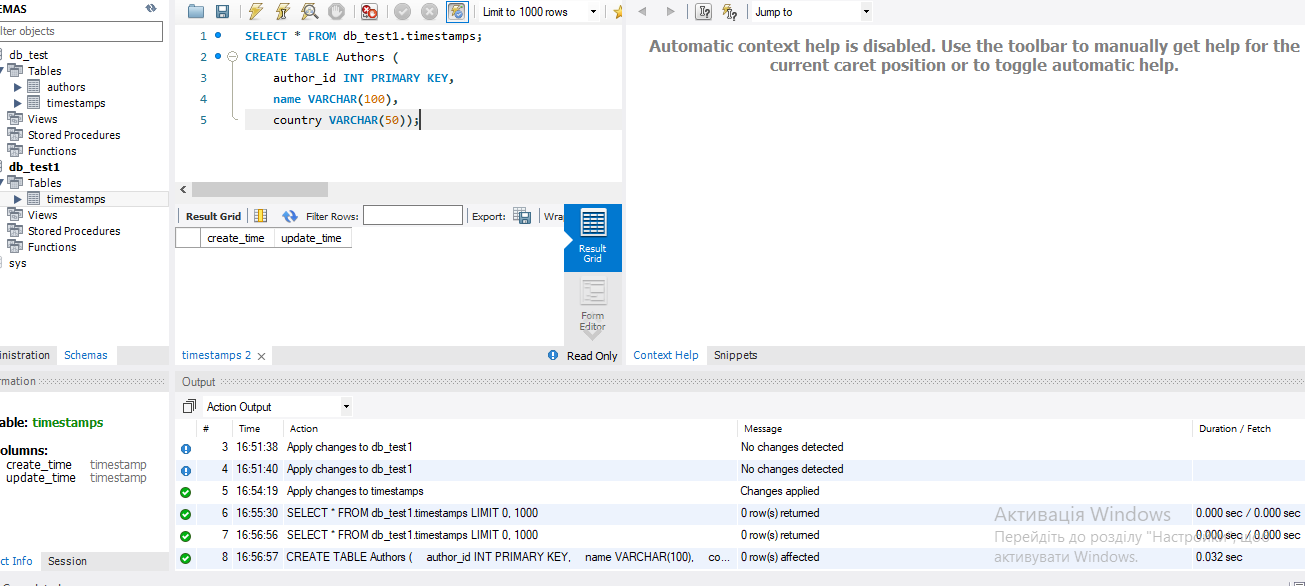 EMAS
lter objects
db_test
Tables
authors
timestamps
Views
Stored Procedures
Functions
db_test1
Tables
timestamps
Views
Stored Procedures
Functions
sys
inistration Schemas
rmation
able: timestamps
olumns:
create_time timestamp
update_time timestamp
ct Info Session
Limit to 1000 rows
1 SELECT * FROM db_test1.timestamps;
2 CREATE TABLE Authors (
3 author_id INT PRIMARY KEY,
4 name VARCHAR(100),
5 country VARCHAR(50));
Result Grid Filter Rows: Export: Wra
create_time update_time
Result
Grid
Form
Editor
timestamps 2 Read Only
Jump to
Automatic context help is disabled. Use the toolbar to manually get help for the
current caret position or to toggle automatic help.
Context Help Snippets
Output
Action Output
# Time Action Message Duration / Fetch
3 16:51:38 Apply changes to db_test1 No changes detected
4 16:51:40 Apply changes to db_test1 No changes detected
5 16:54:19 Apply changes to timestamps Changes applied
6 16:55:30 SELECT * FROM db_test1.timestamps LIMIT 0, 1000 0 row(s) returned 0.000 sec / 0.000 sec
7 16:56:56 SELECT * FROM db_test1.timestamps LIMIT 0, 1000 0 row(s) returned 0.000 sec / 0.000 sec
8 16:56:57 CREATE TABLE Authors ( author_id INT PRIMARY KEY, name VARCHAR(100), co... 0 row(s) affected 0.032 sec
Активація Windows
Перейдіть до розділу "Настройки", щоб
активувати Windows.